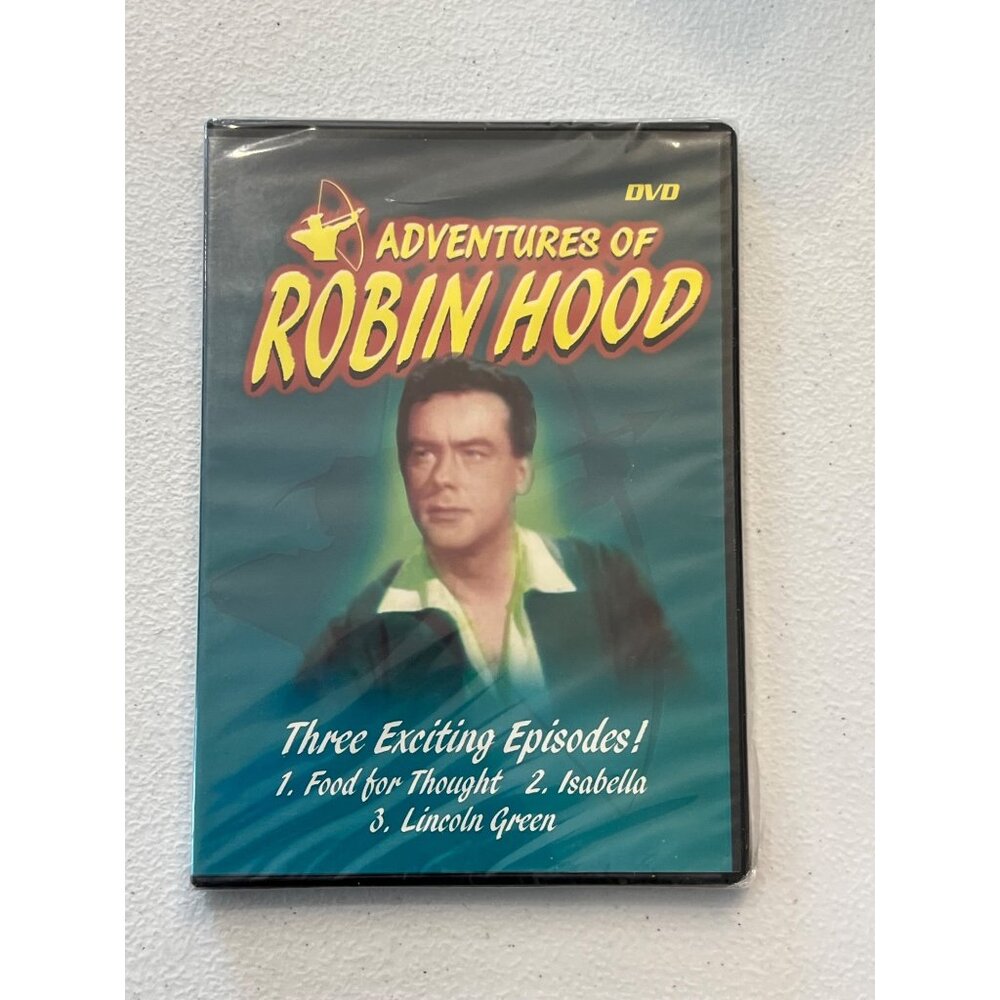 DVD
ADVENTURES OF
ROBIN HOOD
Three Exciting Episodes!
1. Food for Thought 2. Isabella
3. Lincoln Green